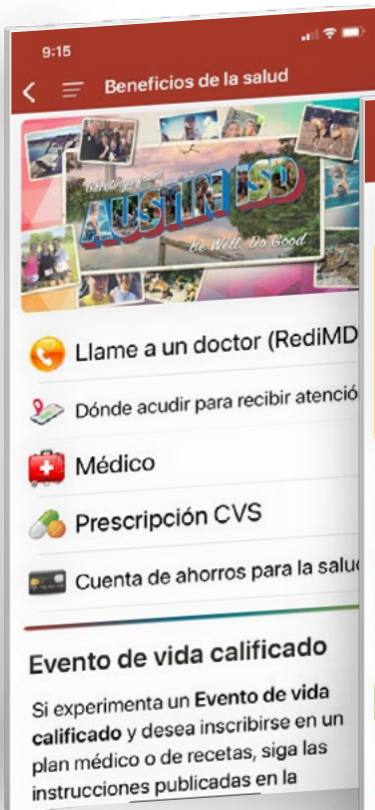 9:15
Beneficios de la salud
Greetings from
AUSTIN ISD
Be Well, Do Good
Llame a un doctor (RediMD
Dónde acudir para recibir atenció
Médico
Prescripción CVS
Cuenta de ahorros para la salu
Evento de vida calificado
Si experimenta un Evento de vida
calificado y desea inscribirse en un
plan médico o de recetas, siga las
instrucciones publicadas en la